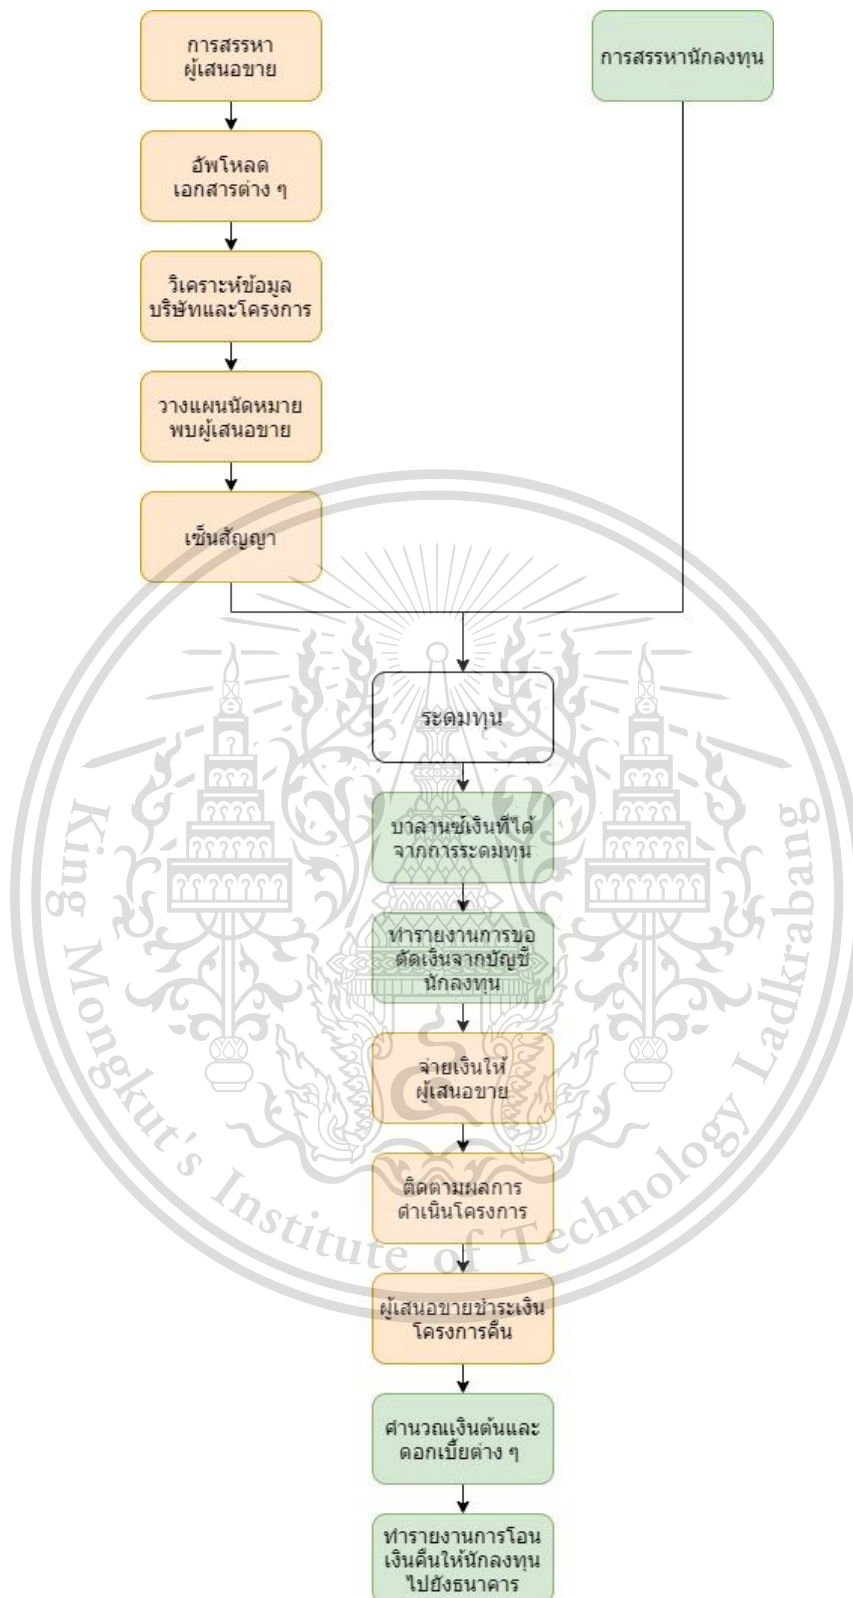 การสรรหา
ผู้เสนอขาย
การสรรหานักลงทุน
อัพโหลด
เอกสารต่าง ๆ
วิเคราะห์ข้อมูล
บริษัทและโครงการ
วางแผนนัดหมาย
พบผู้เสนอขาย
เซ็นสัญญา
ระดมทุน
บาลานซ์เงินที่ได้
จากการระดมทุน
ทำรายงานการขอ
ตัดเงินจากบัญชี
นักลงทุน
จ่ายเงินให้
ผู้เสนอขาย
ติดตามผลการ
ดำเนินโครงการ
ผู้เสนอขายชำระเงิน
โครงการคืน
คำนวณเงินต้นและ
ดอกเบี้ยต่าง ๆ
ทำรายงานการโอน
เงินคืนให้นักลงทุน
ไปยังธนาคาร
King Mongkut's Institute of Technology Ladkrabang